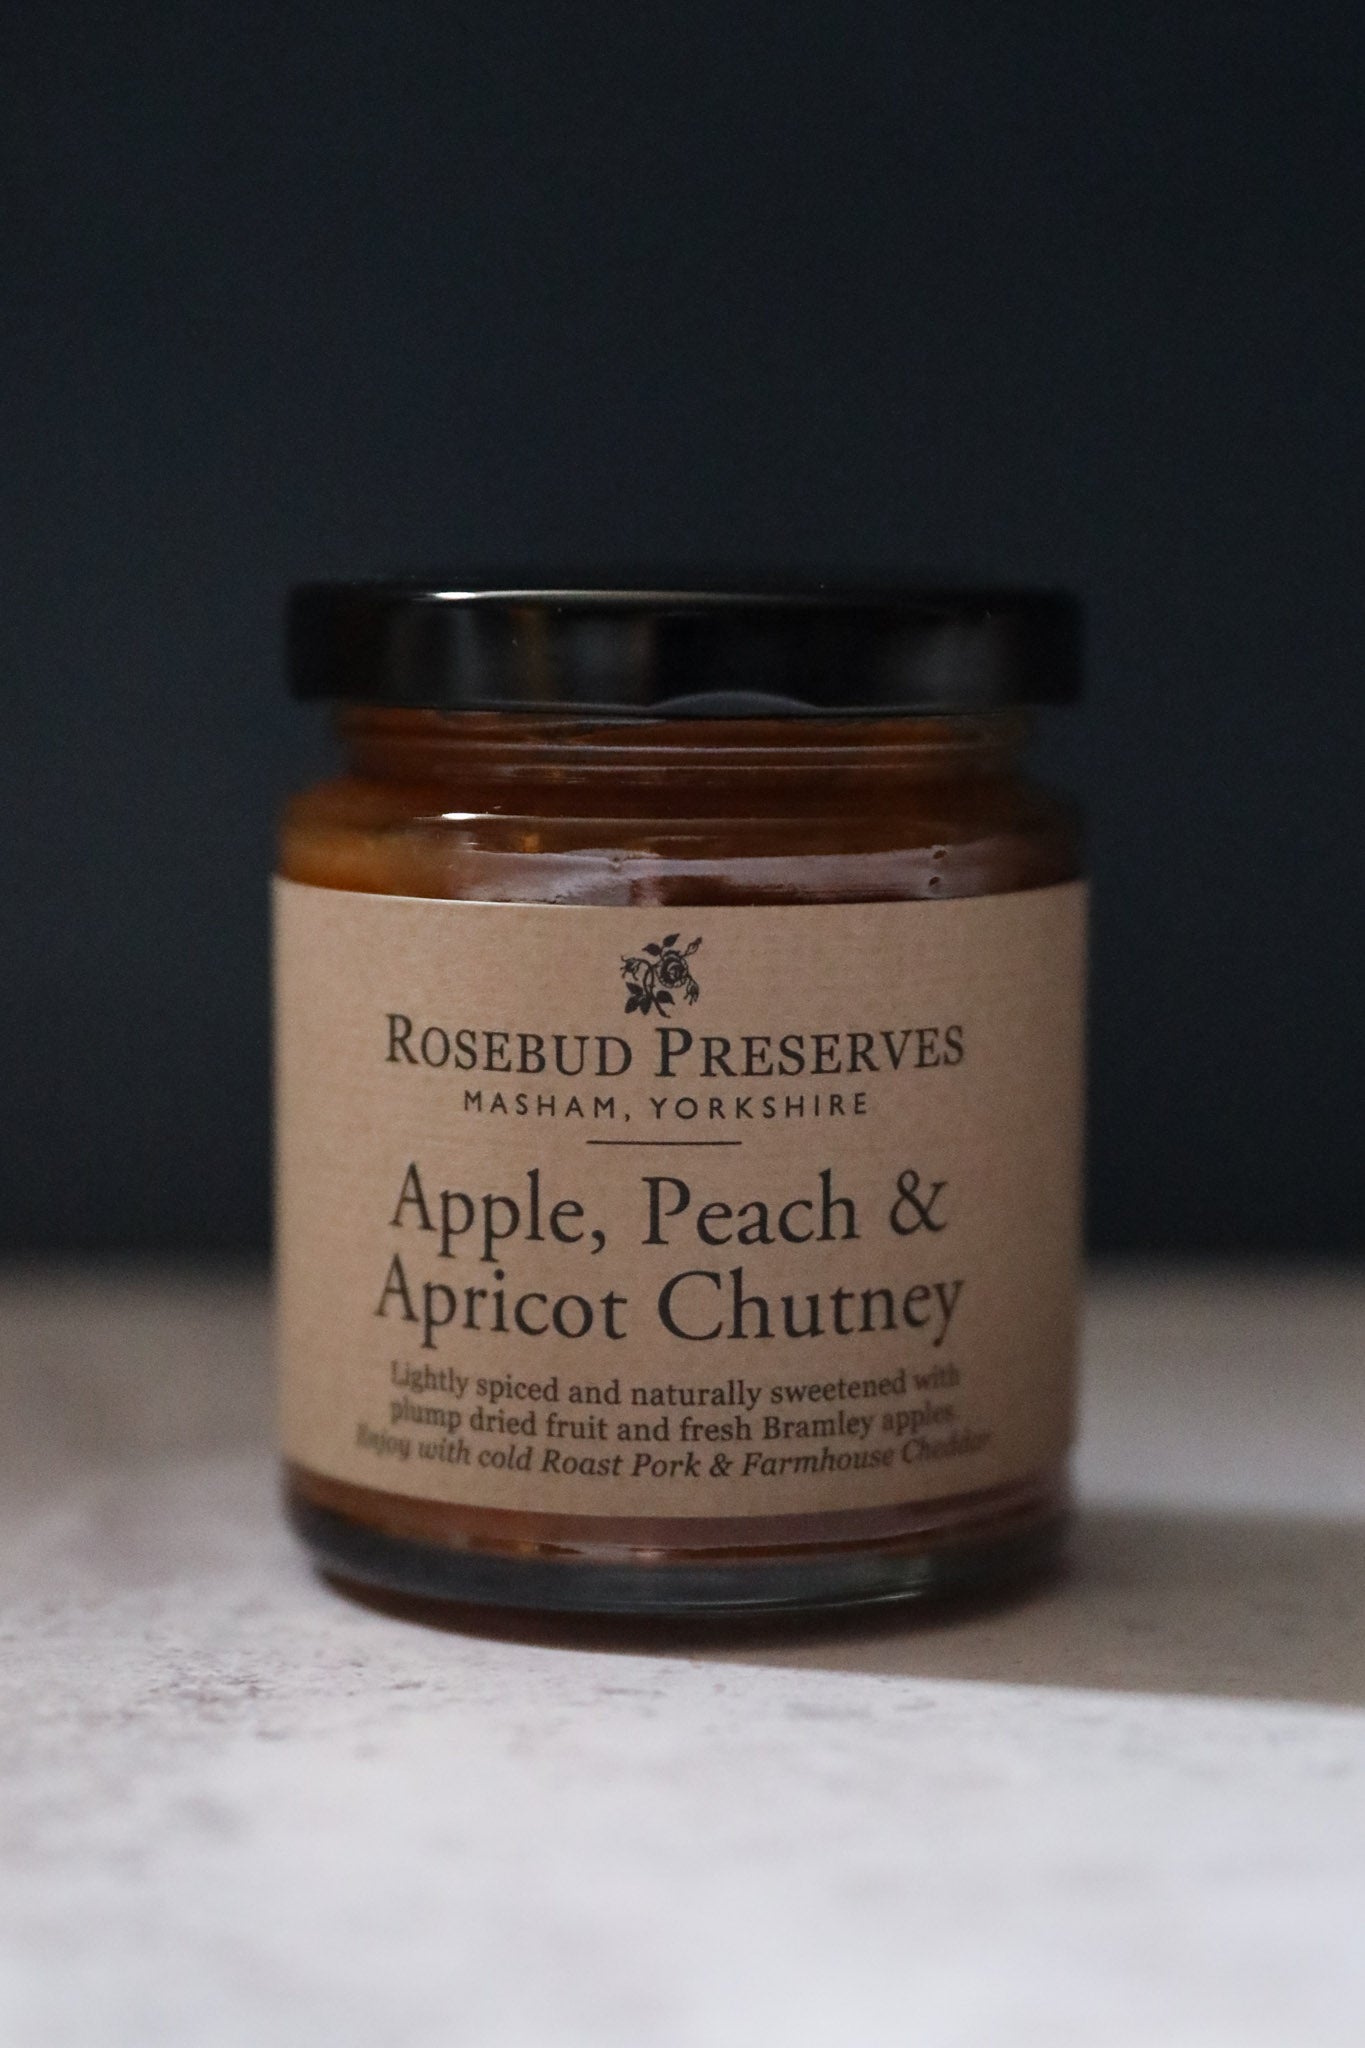 ROSEBUD PRESERVES
MASHAM, YORKSHIRE
Apple, Peach &
Apricot Chutney
Lightly spiced and naturally sweetened with
plump dried fruit and fresh Bramley apples.
Enjoy with cold Roast Pork & Farmhouse Cheddar